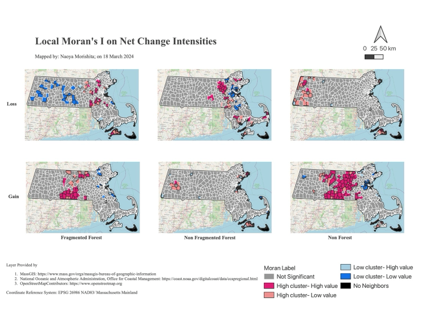 Local Moran's I on Net Change Intensities
Mapped by: Naoya Morishita, on 18 March 2024
0 25 50 km
Loss
Gain
Fragmented Forest
Non Fragmented Forest
Non Forest
Layer Provided by
1. MassGIS: https://www.mass.gov/orgs/massgis-bureau-of-geographic-information
2. National Oceanic and Atmospheric Administration, Office for Coastal Management: https://coast.noaa.gov/digitalcoast/data/ccapregional.html
3. OpenStreetMapContributors: https://www.openstreetmap.org
Coordinate Reference System: EPSG 26986 NAD83/ Massachusetts Mainland
Moran Label
Not Significant
High cluster- High value
High cluster- Low value
Low cluster- High value
Low cluster- Low value
No Neighbors